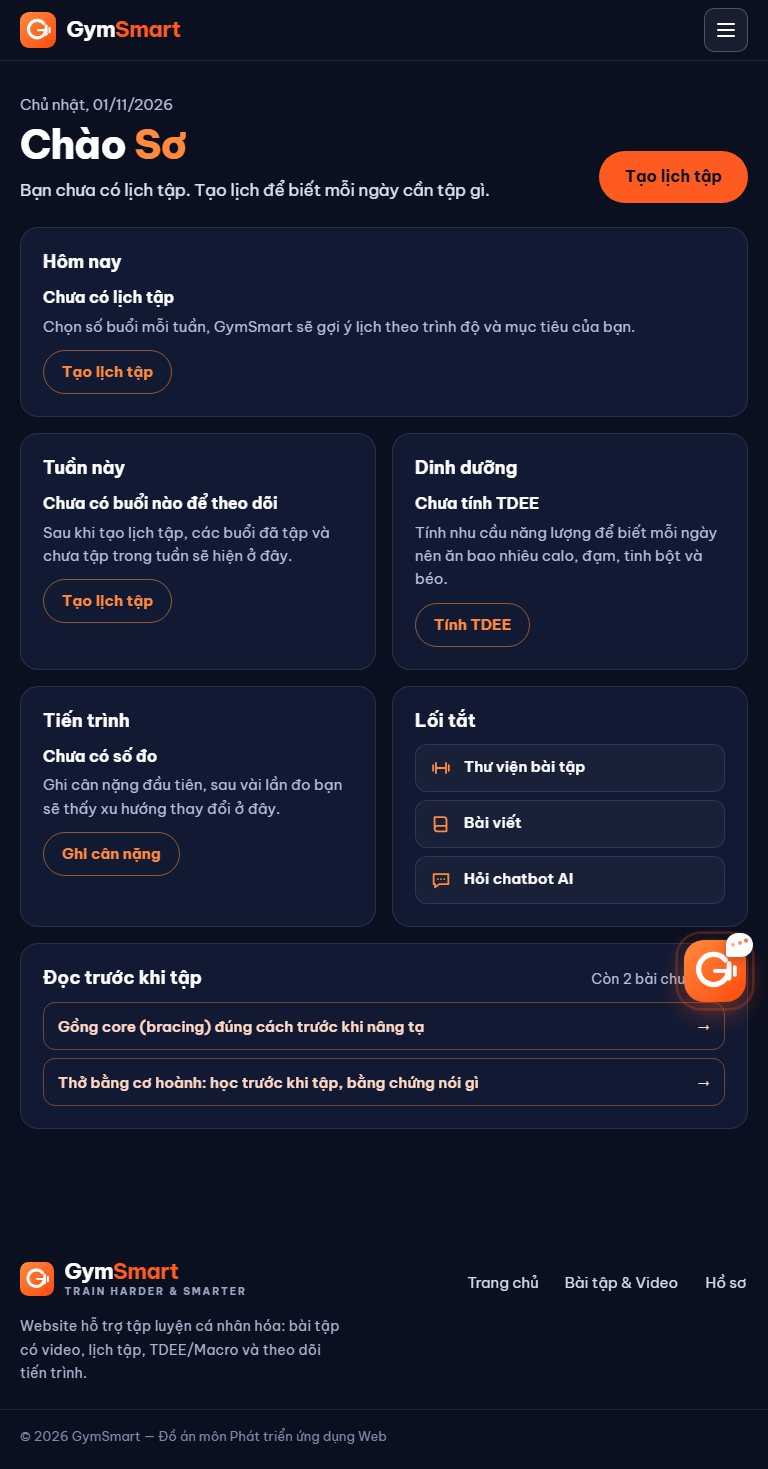 GymSmart
Chủ nhật, 01/11/2026
Chào Sơ
Bạn chưa có lịch tập. Tạo lịch để biết mỗi ngày cần tập gì.
Tạo lịch tập
Hôm nay
Chưa có lịch tập
Chọn số buổi mỗi tuần, GymSmart sẽ gợi ý lịch theo trình độ và mục tiêu của bạn.
Tạo lịch tập
Tuần này
Chưa có buổi nào để theo dõi
Sau khi tạo lịch tập, các buổi đã tập và
chưa tập trong tuần sẽ hiện ở đây.
Tạo lịch tập
Dinh dưỡng
Chưa tính TDEE
Tính nhu cầu năng lượng để biết mỗi ngày
nên ăn bao nhiêu calo, đạm, tinh bột và
béo.
Tính TDEE
Tiến trình
Chưa có số đo
Ghi cân nặng đầu tiên, sau vài lần đo bạn
sẽ thấy xu hướng thay đổi ở đây.
Ghi cân nặng
Lối tắt
Thư viện bài tập
Bài viết
Hỏi chatbot AI
Đọc trước khi tập
Còn 2 bài
Gồng core (bracing) đúng cách trước khi nâng tạ →
Thở bằng cơ hoành: học trước khi tập, bằng chứng nói gì →
GymSmart
TRAIN HARDER & SMARTER
Trang chủ Bài tập & Video Hồ sơ
Website hỗ trợ tập luyện cá nhân hóa: bài tập
có video, lịch tập, TDEE/Macro và theo dõi
tiến trình.
© 2026 GymSmart — Đồ án môn Phát triển ứng dụng Web